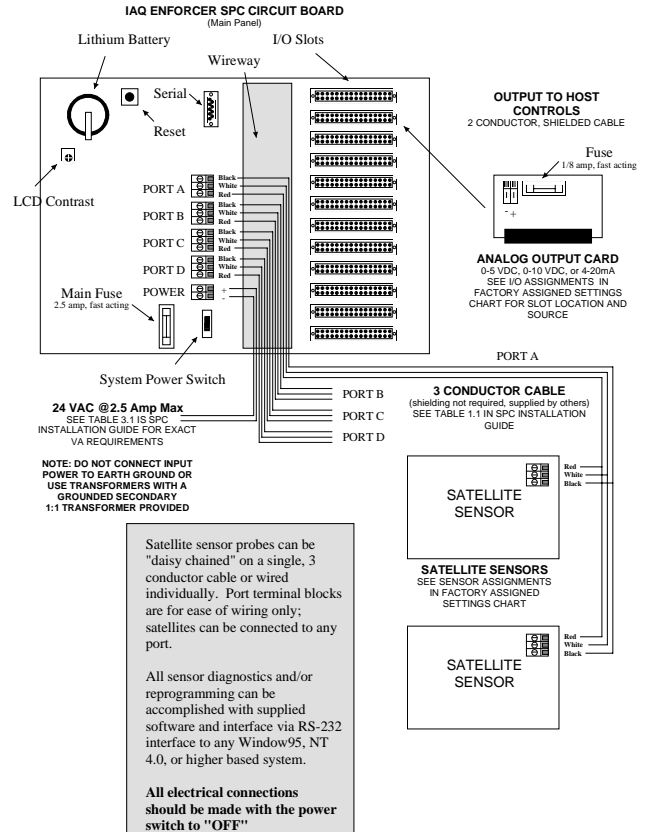 IAQ ENFORCER SPC CIRCUIT BOARD
(Main Panel)
Lithium Battery
I/O Slots
Wireway
Serial
Reset
LCD Contrast
PORT A
Black
White
Red
PORT B
Black
White
Red
PORT C
Black
White
Red
PORT D
Black
White
Red
POWER
+
-
Main Fuse
2.5 amp, fast acting
System Power Switch
OUTPUT TO HOST
CONTROLS
2 CONDUCTOR, SHIELDED CABLE
Fuse
1/8 amp, fast acting
- +
ANALOG OUTPUT CARD
0-5 VDC, 0-10 VDC, or 4-20mA
SEE I/O ASSIGNMENTS IN
FACTORY ASSIGNED SETTINGS
CHART FOR SLOT LOCATION AND
SOURCE
PORT A
PORT B
PORT C
PORT D
24 VAC @2.5 Amp Max
SEE TABLE 3.1 IS SPC
INSTALLATION GUIDE FOR EXACT
VA REQUIREMENTS
NOTE: DO NOT CONNECT INPUT
POWER TO EARTH GROUND OR
USE TRANSFORMERS WITH A
GROUNDED SECONDARY
1:1 TRANSFORMER PROVIDED
3 CONDUCTOR CABLE
(shielding not required, supplied by others)
SEE TABLE 1.1 IN SPC INSTALLATION
GUIDE
SATELLITE
SENSOR
Red
White
Black
SATELLITE SENSORS
SEE SENSOR ASSIGNMENTS
IN FACTORY ASSIGNED
SETTINGS CHART
SATELLITE
SENSOR
Red
White
Black
Satellite sensor probes can be
"daisy chained" on a single, 3
conductor cable or wired
individually. Port terminal blocks
are for ease of wiring only;
satellites can be connected to any
port.
All sensor diagnostics and/or
reprogramming can be
accomplished with supplied
software and interface via RS-232
interface to any Window95, NT
4.0, or higher based system.
All electrical connections
should be made with the power
switch to "OFF"